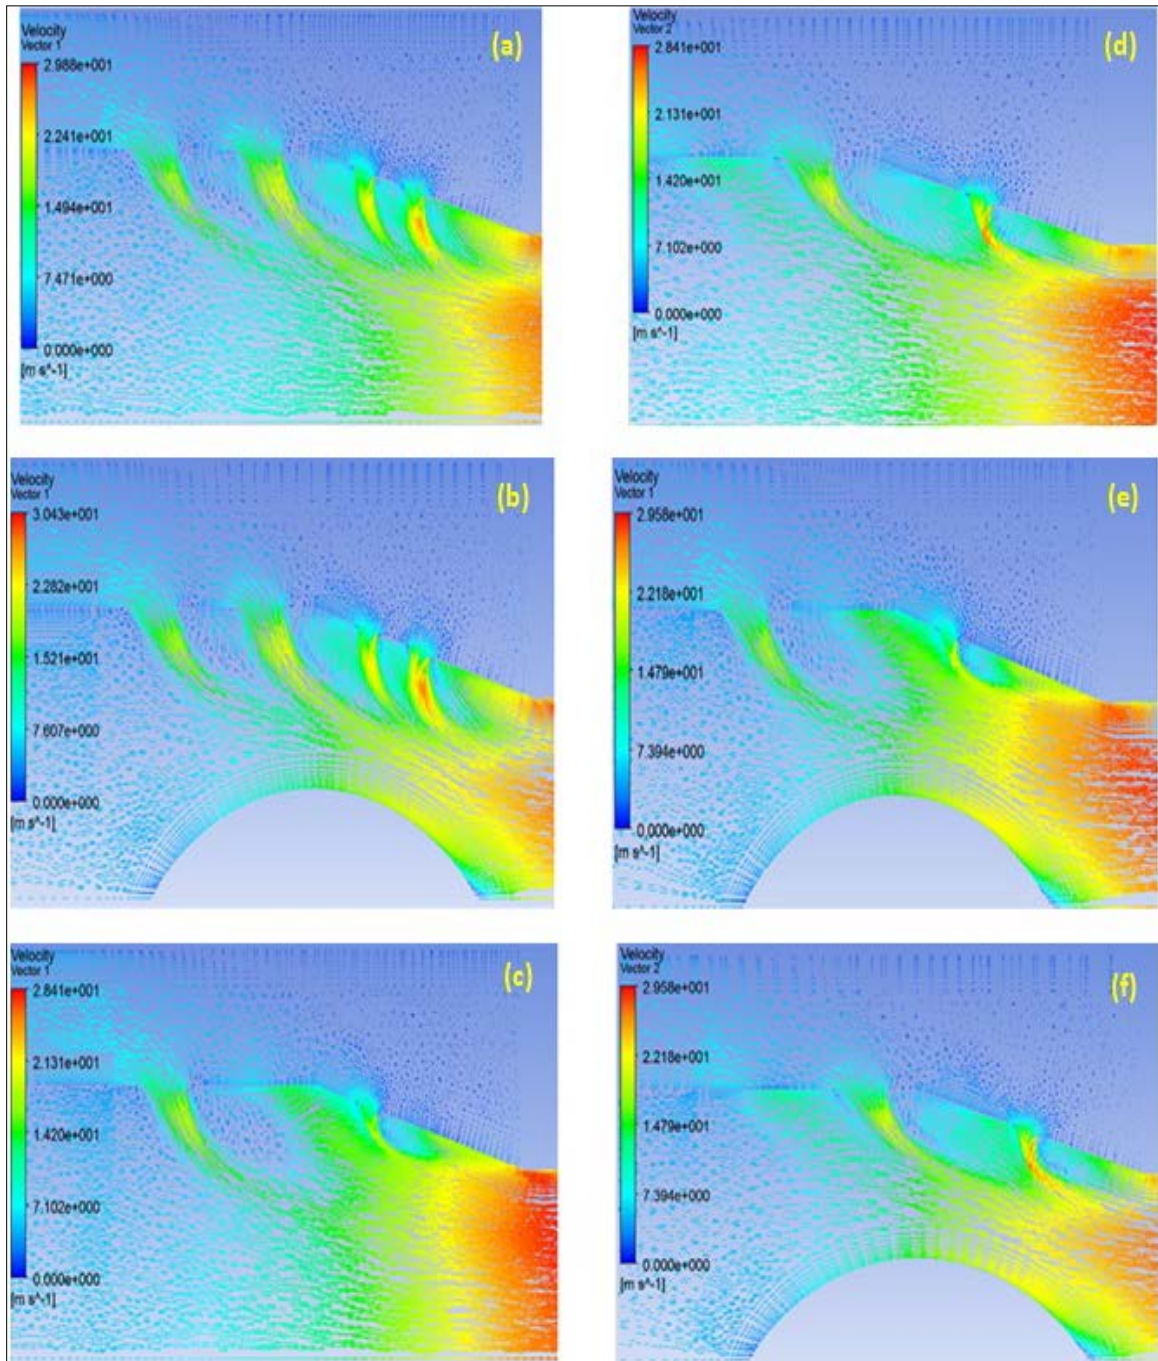 Velocity
Vector 1
(a)
2.988e+001
2.241e+001
1.494e+001
7.471e+000
0.000e+000
[m s^-1]
Velocity
Vector 2
(d)
2.841e+001
2.131e+001
1.420e+001
7.102e+000
0.000e+000
[m s^-1]
Velocity
Vector 1
(b)
3.043e+001
2.282e+001
1.521e+001
7.607e+000
0.000e+000
[m s^-1]
Velocity
Vector 1
(e)
2.958e+001
2.218e+001
1.479e+001
7.394e+000
0.000e+000
[m s^-1]
Velocity
Vector 1
(c)
2.841e+001
2.131e+001
1.420e+001
7.102e+000
0.000e+000
[m s^-1]
Velocity
Vector 2
(f)
2.958e+001
2.218e+001
1.479e+001
7.394e+000
0.000e+000
[m s^-1]